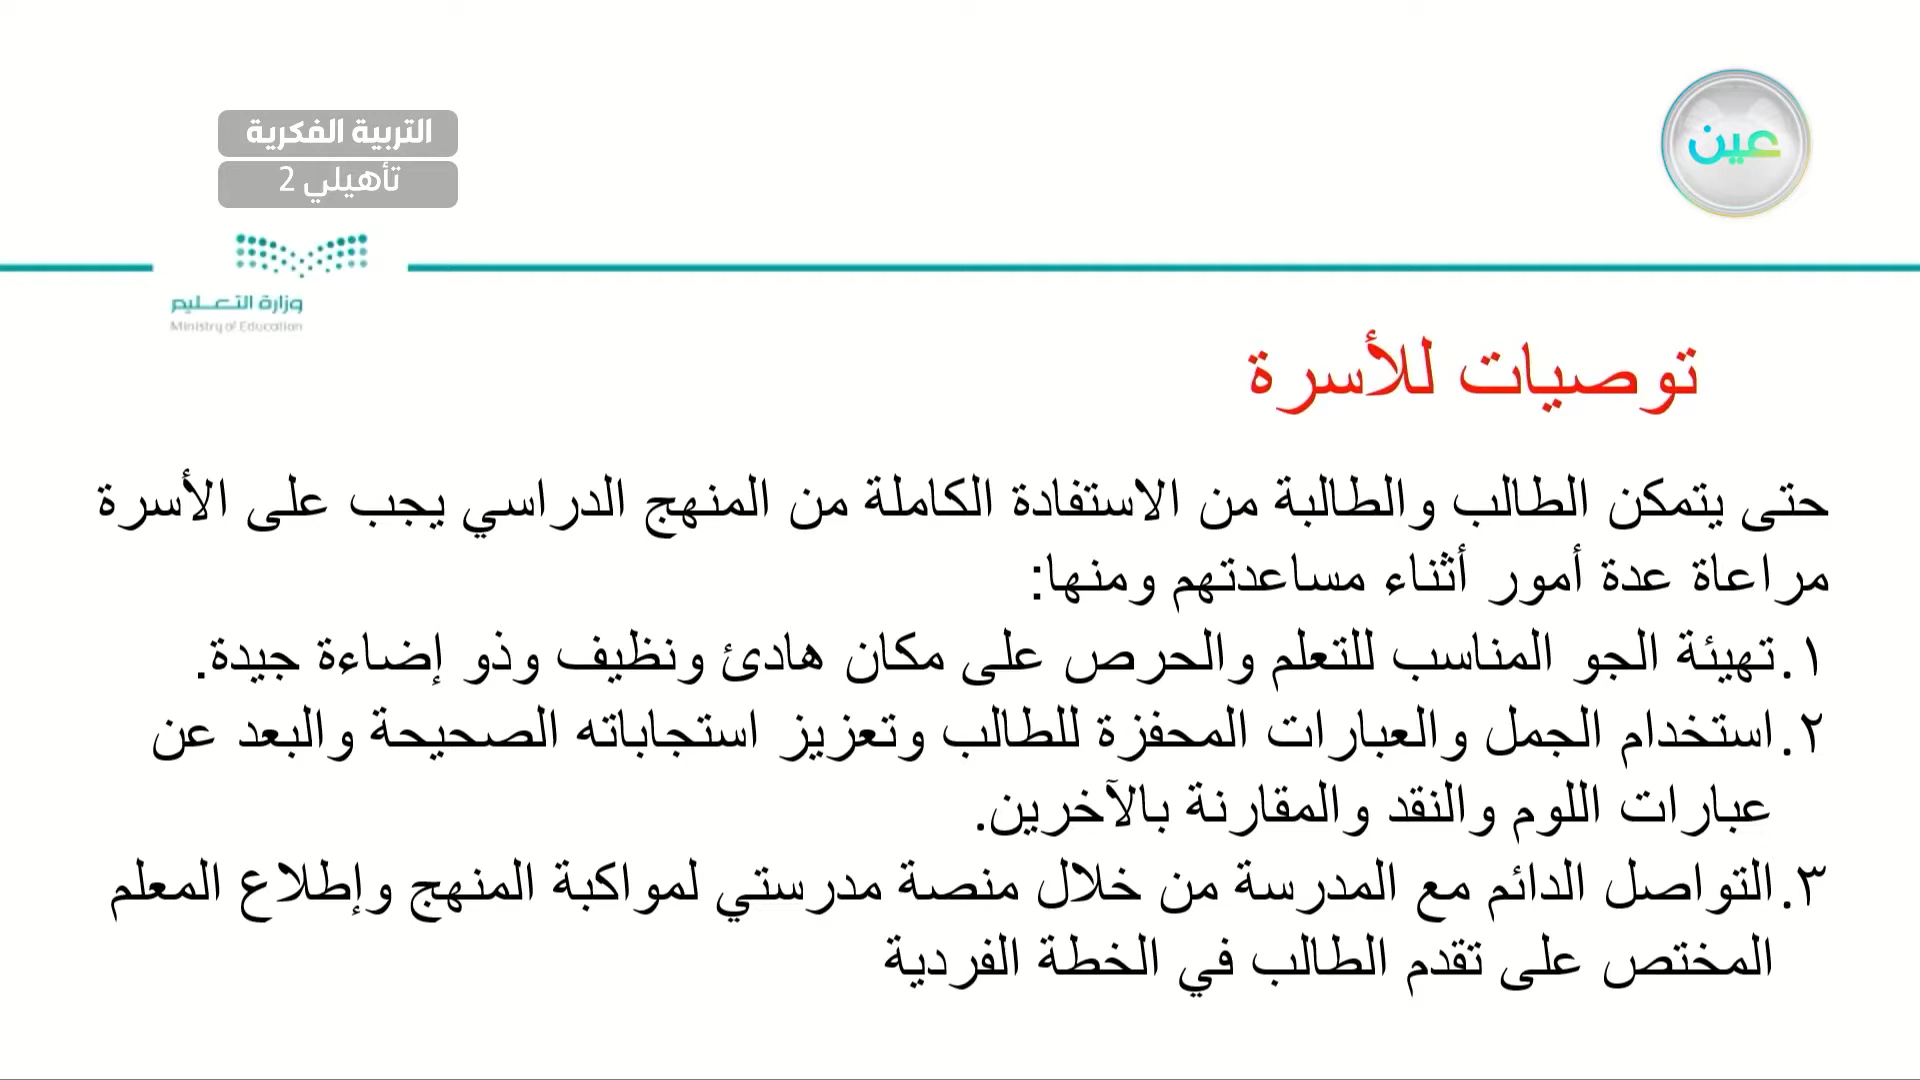 التربية الفكرية
تأهيلي 2
عين
وزارة التعليم
Ministry of Education
توصيات للأسرة
حتى يتمكن الطالب والطالبة من الاستفادة الكاملة من المنهج الدراسي يجب على الأسرة
مراعاة عدة أمور أثناء مساعدتهم ومنها:
١. تهيئة الجو المناسب للتعلم والحرص على مكان هادئ ونظيف وذو إضاءة جيدة.
٢. استخدام الجمل والعبارات المحفزة للطالب وتعزيز استجاباته الصحيحة والبعد عن
عبارات اللوم والنقد والمقارنة بالآخرين.
٣. التواصل الدائم مع المدرسة من خلال منصة مدرستي لمواكبة المنهج وإطلاع المعلم
المختص على تقدم الطالب في الخطة الفردية